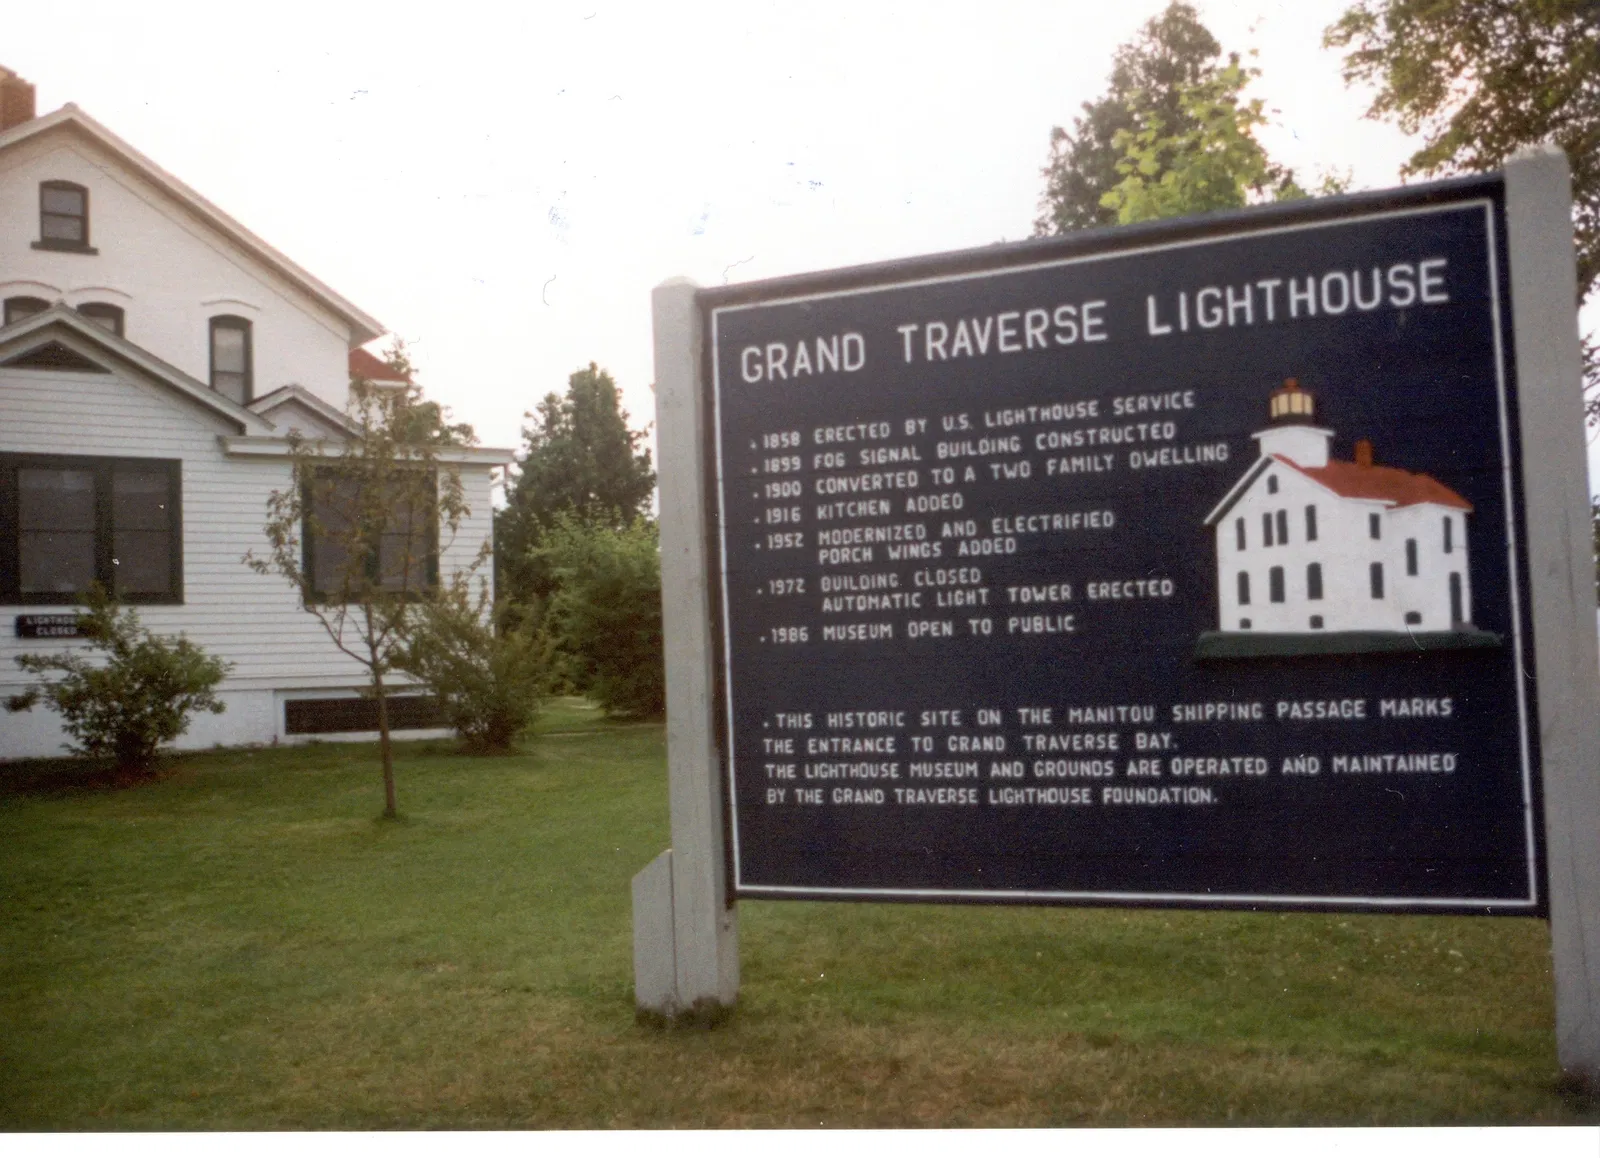 GRAND TRAVERSE LIGHTHOUSE
. 1858 ERECTED BY U.S. LIGHTHOUSE SERVICE
. 1899 FOG SIGNAL BUILDING CONSTRUCTED
. 1900 CONVERTED TO A TWO FAMILY DWELLING
. 1916 KITCHEN ADDED
. 1952 MODERNIZED AND ELECTRIFIED
PORCH WINGS ADDED
. 1972 BUILDING CLOSED
AUTOMATIC LIGHT TOWER ERECTED
. 1986 MUSEUM OPEN TO PUBLIC
. THIS HISTORIC SITE ON THE MANITOU SHIPPING PASSAGE MARKS
THE ENTRANCE TO GRAND TRAVERSE BAY.
THE LIGHTHOUSE MUSEUM AND GROUNDS ARE OPERATED AND MAINTAINED
BY THE GRAND TRAVERSE LIGHTHOUSE FOUNDATION.
CLOSED